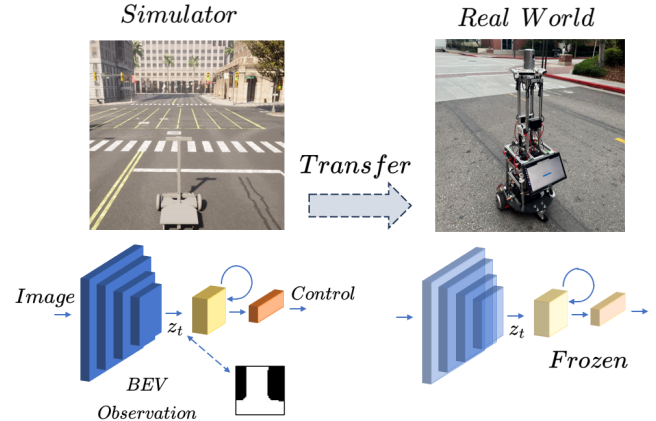 Simulator
Real World
Transfer
Image
z_t
Control
z_t
BEV
Observation
Frozen